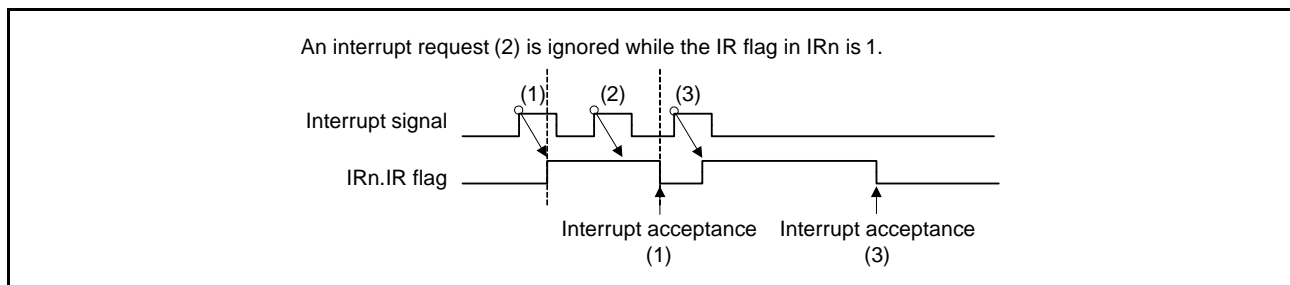 An interrupt request (2) is ignored while the IR flag in IRn is 1.
(1) (2) (3)
Interrupt signal
IRn.IR flag
Interrupt acceptance Interrupt acceptance
(1) (3)